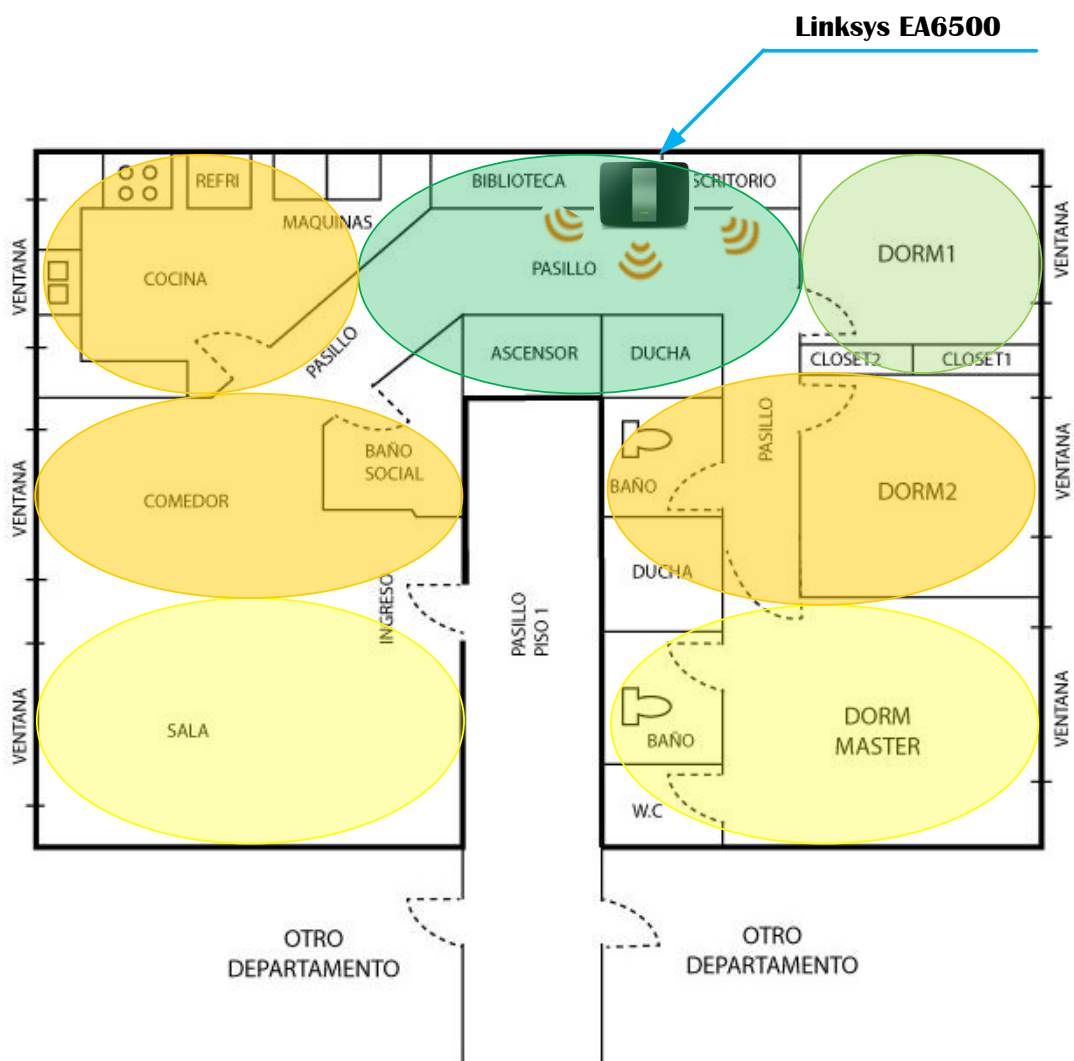 Linksys EA6500
BIBLIOTECA
SCRITORIO
REFRI
MAQUINAS
VENTANA
COCINA
PASILLO
DORM1
VENTANA
PASILLO
ASCENSOR
DUCHA
CLOSET2
CLOSET1
VENTANA
COMEDOR
BAÑO
SOCIAL
BAÑO
PASILLO
DORM2
VENTANA
INGRESO
PASILLO
PISO 1
DUCHA
VENTANA
SALA
BAÑO
DORM
MASTER
VENTANA
W.C
OTRO
DEPARTAMENTO
OTRO
DEPARTAMENTO